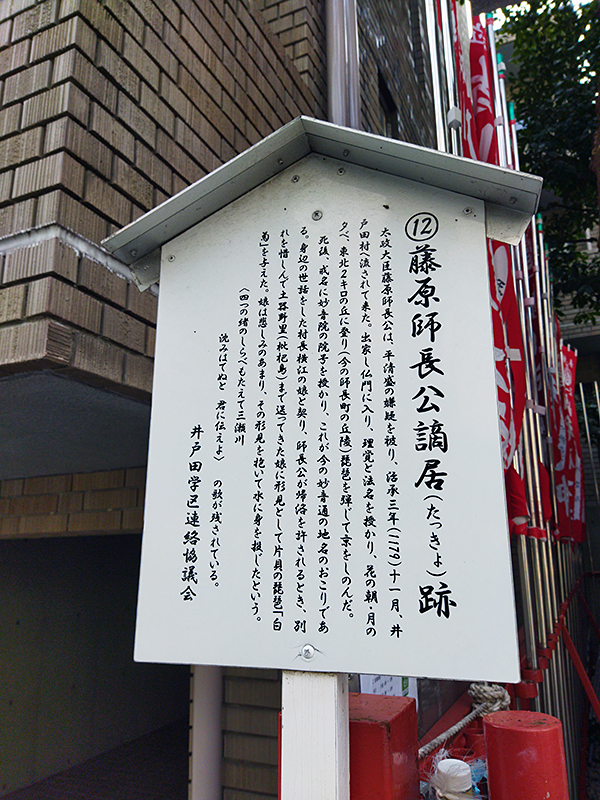 ⑫藤原師長公謫居(たっきょ)跡
太政大臣藤原師長公は、平清盛の嫌疑を被り、治承三年(1179)十一月、井
戸田村へ流されて来た。出家し仏門に入り、理覚と法名を授かり、花の朝・月の
夕べ、東北2キロの丘に登り(今の師長町の丘陵)琵琶を弾じて京をしのんだ。
死後、戒名に妙音院の院号を授かり、これが今の妙音通の地名のおこりであ
る。身辺の世話をした村長横江の娘と契り、師長公が帰洛を許されるとき、別
れを惜しんで土器野里(枇杷島)まで送ってきた娘に形見として片貝の琵琶「白
菊」を与えた。娘は悲しみのあまり、その形見を抱いて水に身を投じたという。
〈四つの緒のしらべもたえて三瀬川
沈みはてぬと 君に伝えよ〉 の歌が残されている。
井戸田学区連絡協議会